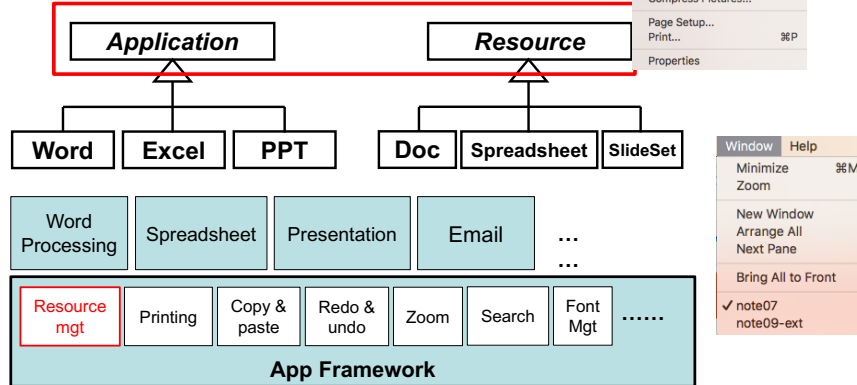 Compress Pictures...
Page Setup...
Print... ⌘P
Properties
Application
Resource
Word
Excel
PPT
Doc
Spreadsheet
SlideSet
Window Help
Minimize ⌘M
Zoom
New Window
Arrange All
Next Pane
Bring All to Front
✓ note07
note09-ext
Word
Processing
Spreadsheet
Presentation
Email
...
...
Resource
mgt
Printing
Copy &
paste
Redo &
undo
Zoom
Search
Font
Mgt
......
App Framework